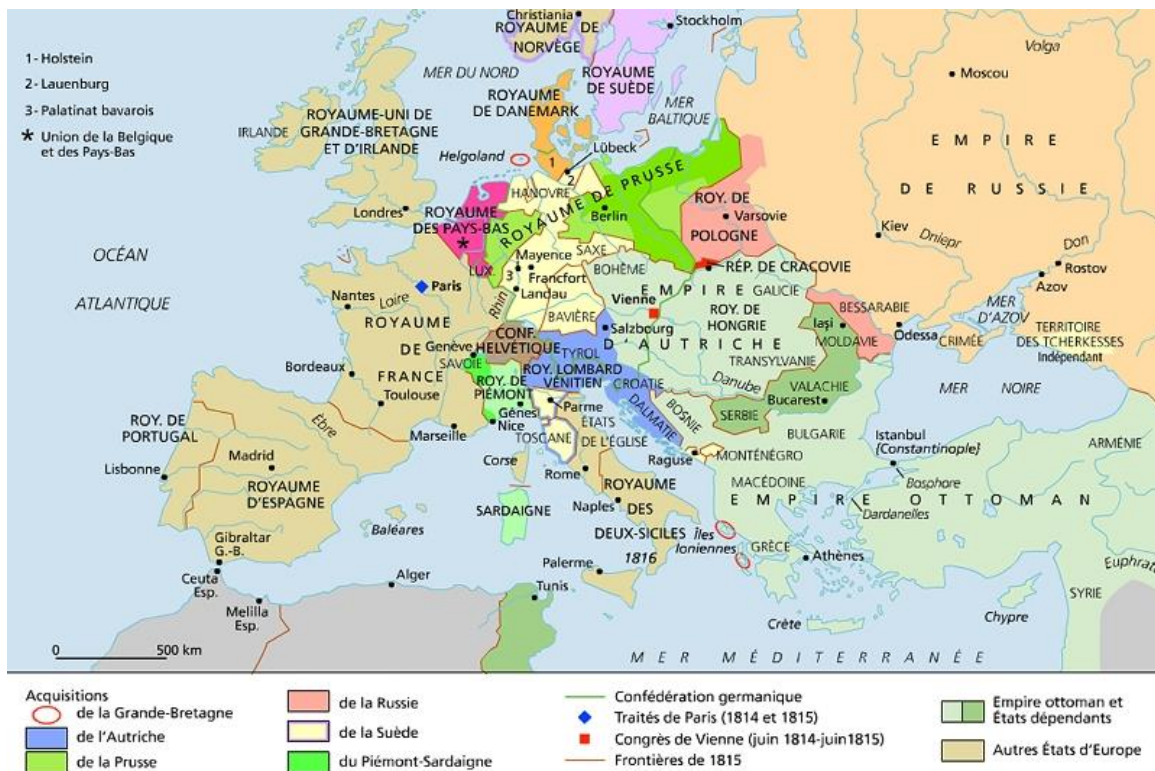 1- Holstein
2- Lauenburg
3- Palatinat bavarois
* Union de la Belgique
et des Pays-Bas
Christiania
ROYAUME DE
NORVÈGE
Stockholm
ROYAUME
DE SUÈDE
MER DU NORD
ROYAUME
DE DANEMARK
MER
BALTIQUE
Volga
Moscou
EMPIRE
DE RUSSIE
IRLANDE
ROYAUME-UNI DE
GRANDE-BRETAGNE
ET D'IRLANDE
Londres
Helgoland
1
2
Lübeck
HANOVRE
ROYAUME DE PRUSSE
Berlin
ROYAUME
DES PAYS-BAS
*
LUX
ROY. DE
POLOGNE
Varsovie
Kiev
Dniepr
Don
Rostov
Azov
MER
D'AZOV
OCÉAN
ATLANTIQUE
Mayence
3
Francfort
Landau
SAXE
BOHÊME
RÉP. DE CRACOVIE
Paris
Nantes
Loire
Rhin
ROYAUME
DE
FRANCE
Bordeaux
Toulouse
Marseille
BAVIÈRE
Vienne
Salzbourg
EMPIRE
D'AUTRICHE
GALICIE
ROY. DE
HONGRIE
TRANSYLVANIE
BESSARABIE
Iaşi
MOLDAVIE
Odessa
CRIMÉE
TERRITOIRE
DES TCHERKESSES
Indépendant
CONF.
HELVÉTIQUE
Genève
SAVOIE
TYROL
ROY. LOMBARD
VÉNITIEN
ROY. DE
PIÉMONT
Gênes
Nice
Parme
TOSCANE
ÉTATS
DE L'ÉGLISE
CROATIE
DALMATIE
BOSNIE
SERBIE
Danube
VALACHIE
Bucarest
MER NOIRE
BULGARIE
Raguse
MONTÉNÉGRO
MACÉDOINE
Istanbul
{Constantinople}
Bosphore
Dardanelles
ARMÉNIE
EMPIRE OTTOMAN
ROY. DE
PORTUGAL
Lisbonne
Èbre
Madrid
ROYAUME
D'ESPAGNE
Baléares
Gibraltar
G.-B.
Ceuta
Esp.
Melilla
Esp.
Alger
Tunis
Corse
SARDAIGNE
Rome
Naples
ROYAUME
DES
DEUX-SICILES
1816
Palerme
Îles
Ioniennes
GRÈCE
Athènes
Crète
Chypre
SYRIE
Euphrate
0 500 km
MER MÉDITERRANÉE
Acquisitions
de la Grande-Bretagne
de l'Autriche
de la Prusse
de la Russie
de la Suède
du Piémont-Sardaigne
Confédération germanique
Traités de Paris (1814 et 1815)
Congrès de Vienne (juin 1814-juin1815)
Frontières de 1815
Empire ottoman et
États dépendants
Autres États d'Europe